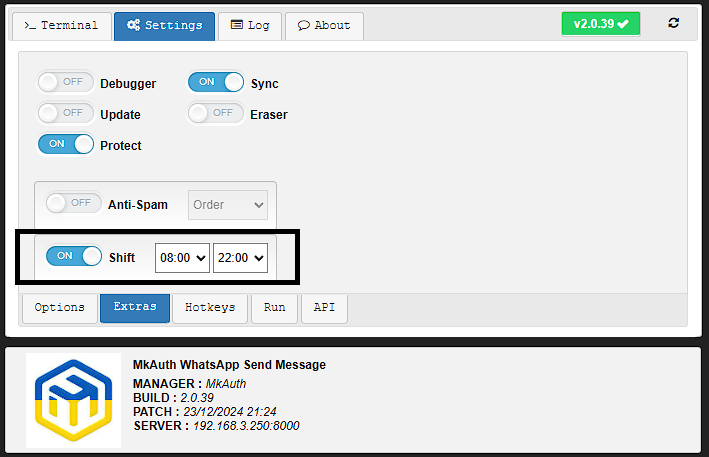 >_ Terminal Settings Log About v2.0.39
OFF Debugger ON Sync
OFF Update OFF Eraser
ON Protect
OFF Anti-Spam Order
ON Shift 08:00 22:00
Options Extras Hotkeys Run API
MkAuth WhatsApp Send Message
MANAGER : MkAuth
BUILD : 2.0.39
PATCH : 23/12/2024 21:24
SERVER : 192.168.3.250:8000